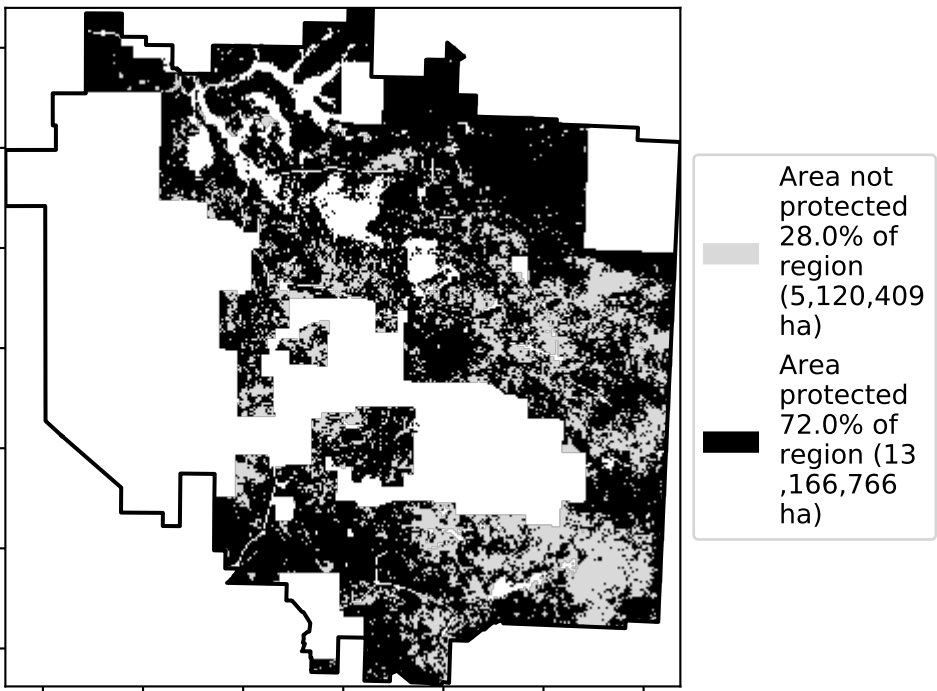 Area not
protected
28.0% of
region
(5,120,409
ha)
Area
protected
72.0% of
region (13
,166,766
ha)